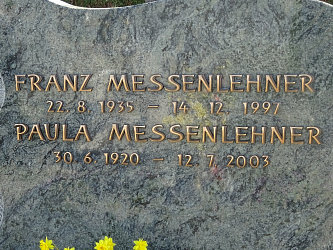 FRANZ MESSENLEHNER
22.8.1935 – 14.12.1997
PAULA MESSENLEHNER
30.6.1920 – 12.7.2003